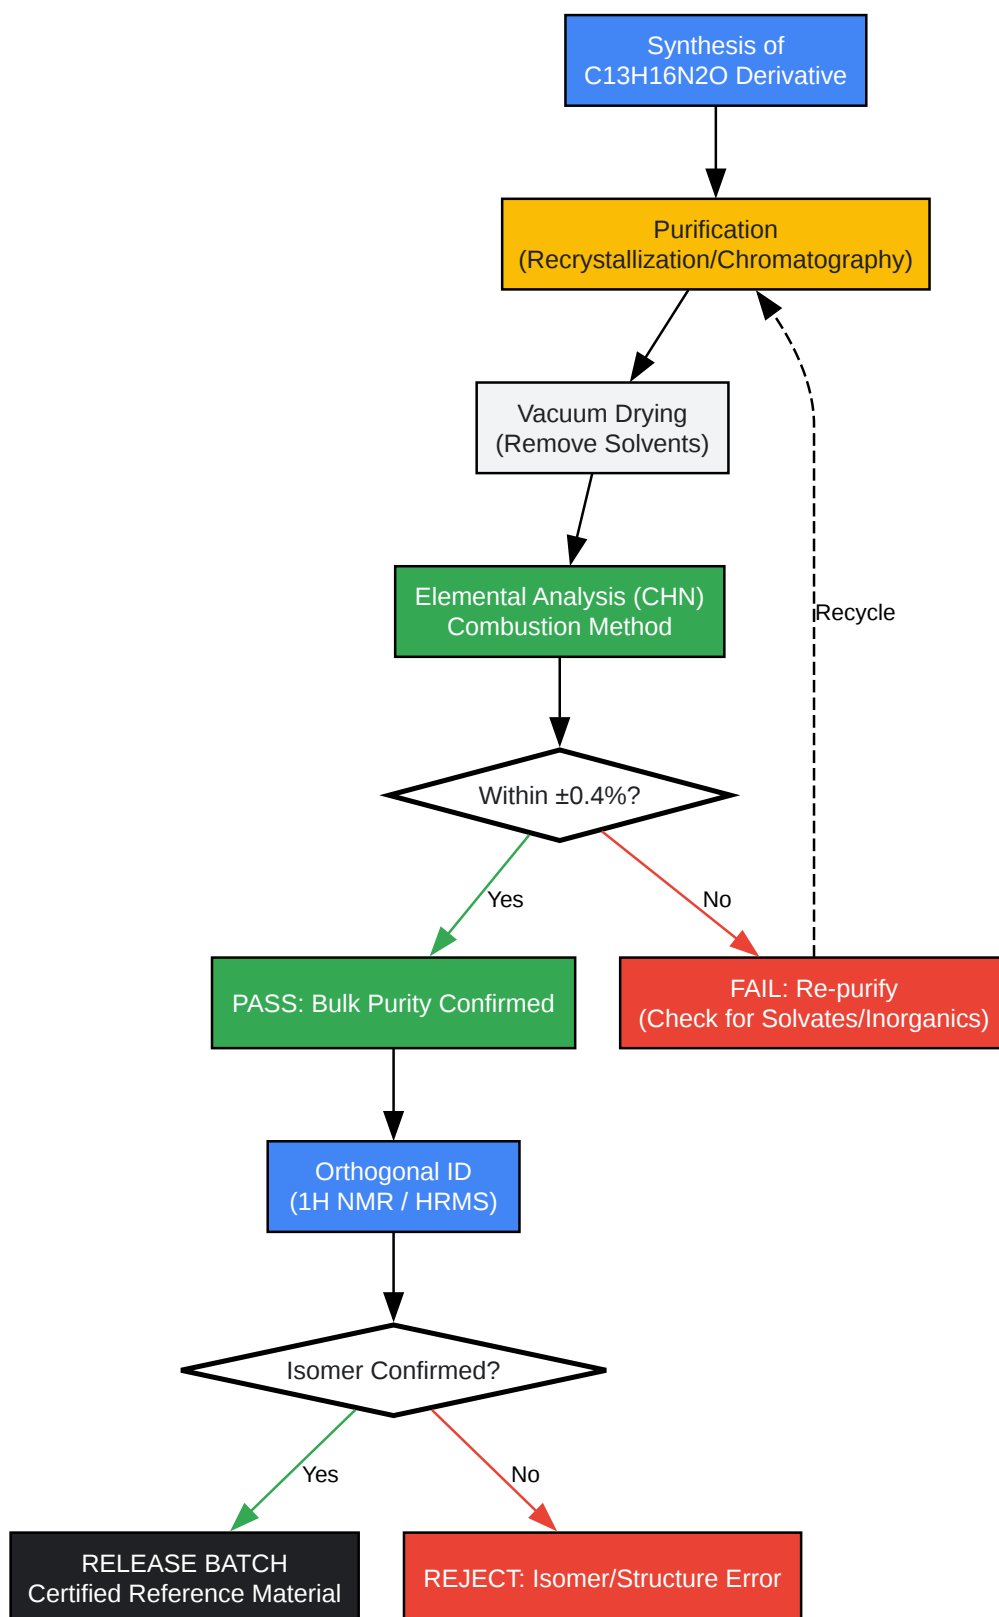 Synthesis of
C13H16N2O Derivative
Purification
(Recrystallization/Chromatography)
Vacuum Drying
(Remove Solvents)
Elemental Analysis (CHN)
Combustion Method
Recycle
Within ±0.4%?
Yes
No
PASS: Bulk Purity Confirmed
FAIL: Re-purify
(Check for Solvates/Inorganics)
Orthogonal ID
(1H NMR / HRMS)
Isomer Confirmed?
Yes
No
RELEASE BATCH
Certified Reference Material
REJECT: Isomer/Structure Error